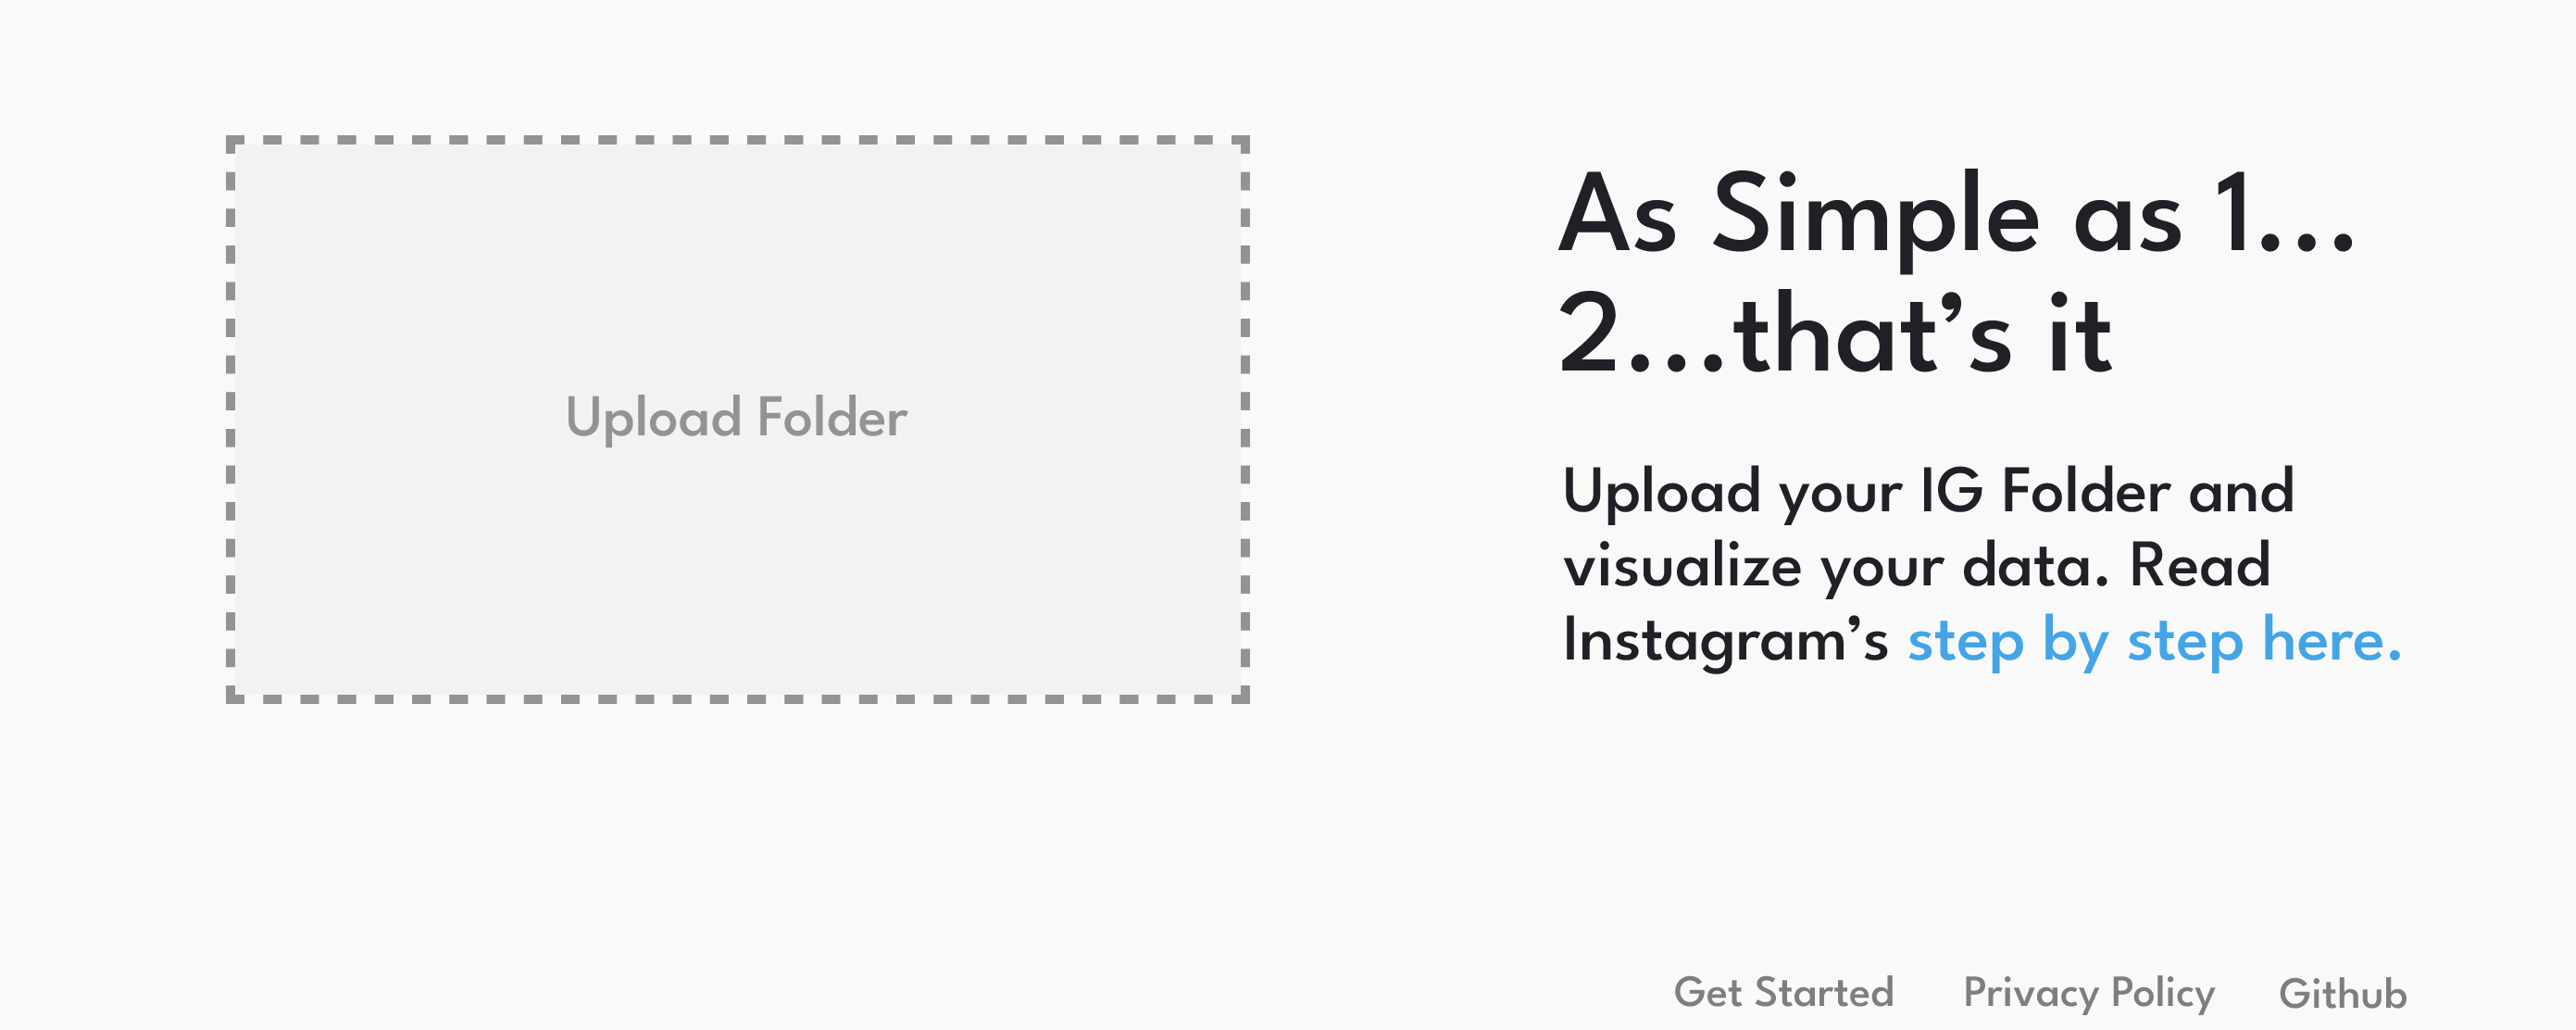 Upload Folder
As Simple as 1...
2...that’s it
Upload your IG Folder and
visualize your data. Read
Instagram’s step by step here.
Get Started Privacy Policy Github